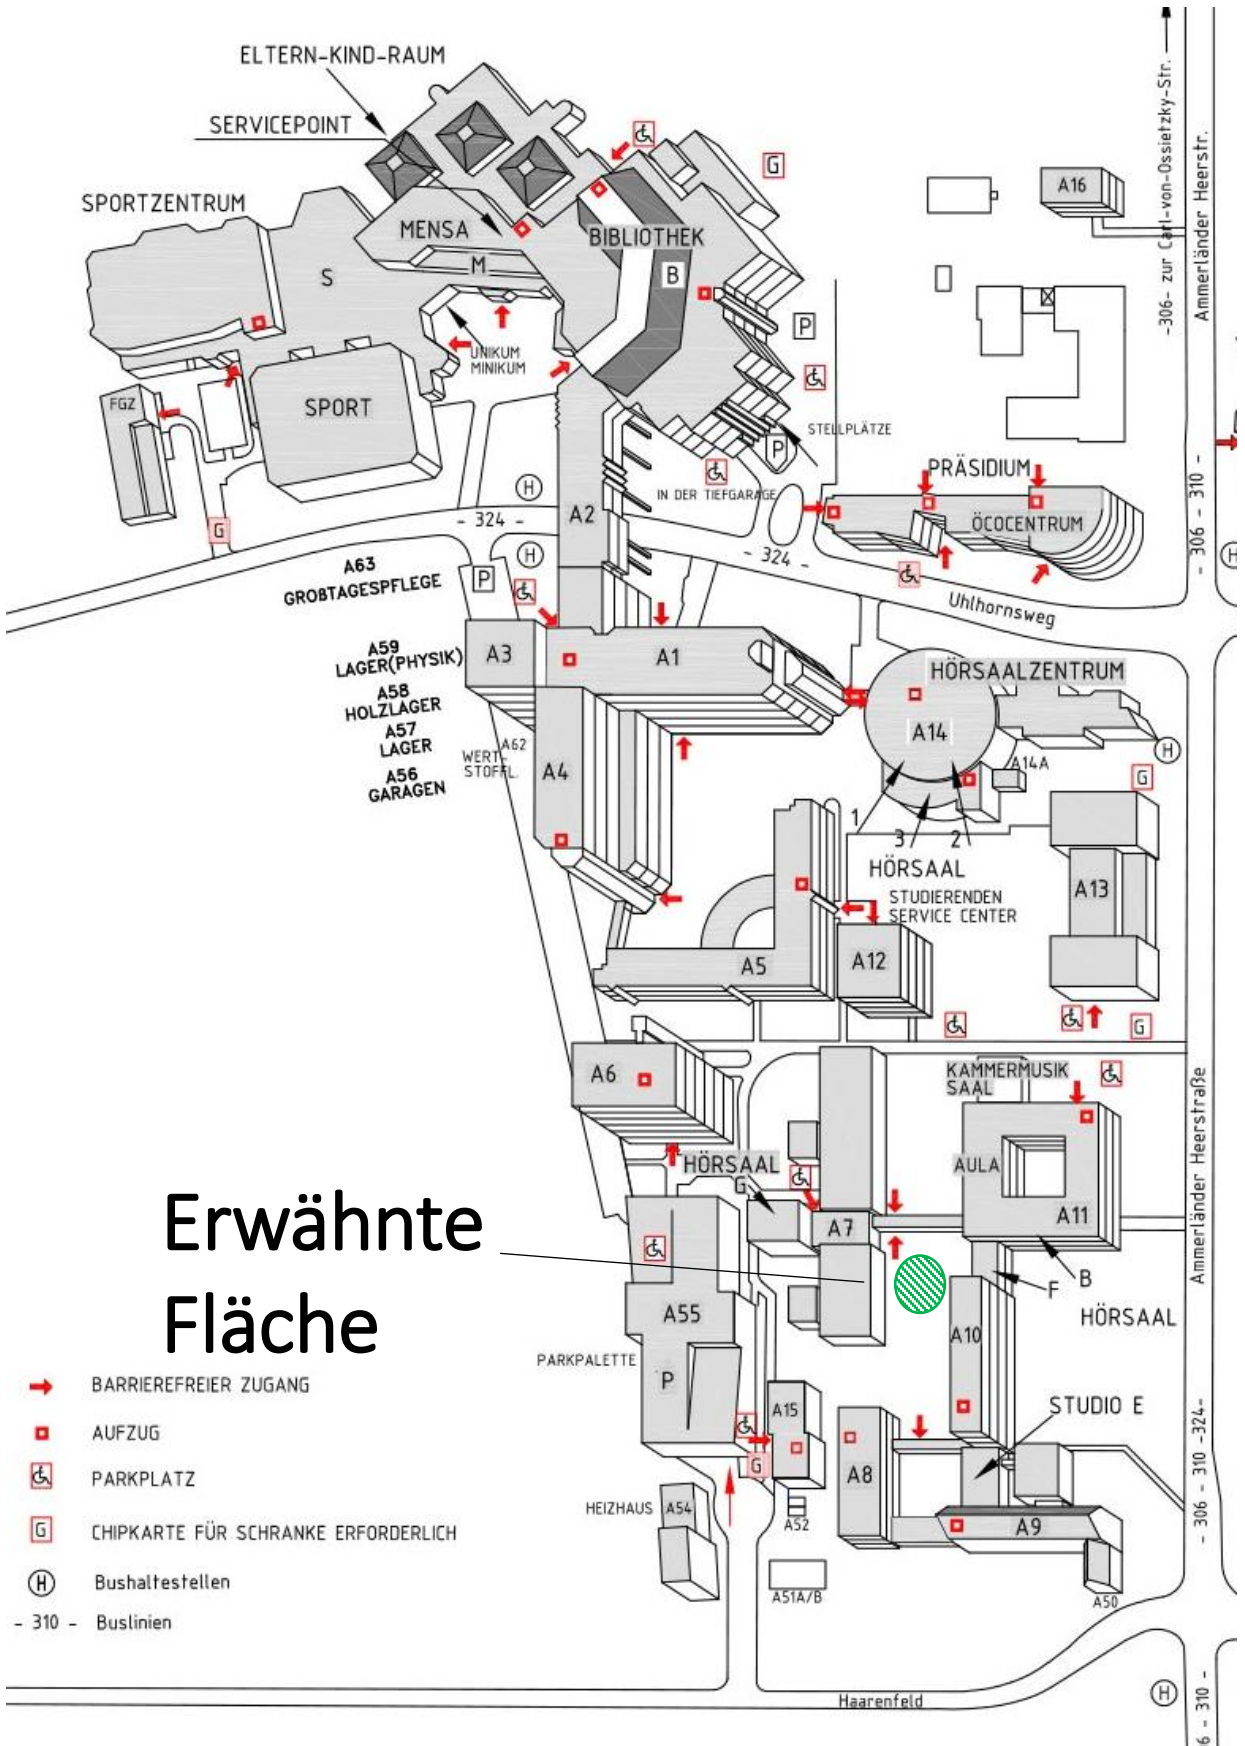 ELTERN-KIND-RAUM
SERVICEPOINT
G
SPORTZENTRUM
A16
-306- zur Carl-von-Ossietzky-Str.
Ammerländer Heerstr.
MENSA
M
BIBLIOTHEK
B
S
P
UNIKUM
MINIKUM
FGZ
SPORT
STELLPLÄTZE
P
PRÄSIDIUM
IN DER TIEFGARAGE
H
ÖCOCENTRUM
- 306 - 310 -
A2
G
- 324 -
H
- 324 -
H
A63
GROßTAGESPFLEGE
P
Uhlhornsweg
A59
LAGER(PHYSIK)
A58
HOLZLAGER
A57
LAGER
A56
GARAGEN
A3
A1
HÖRSAALZENTRUM
A14
H
A62
WERT-
STOFFL.
A4
A14A
G
1
3
2
HÖRSAAL
STUDIERENDEN
SERVICE CENTER
A13
A5
A12
G
A6
KAMMERMUSIK
SAAL
Ammerländer Heerstraße
HÖRSAAL
G
AULA
A11
A7
Erwähnte
Fläche
B
F
HÖRSAAL
A55
A10
PARKPALETTE
P
BARRIEREFREIER ZUGANG
AUFZUG
PARKPLATZ
G CHIPKARTE FÜR SCHRANKE ERFORDERLICH
H Bushaltestellen
- 310 - Buslinien
A15
STUDIO E
G
A8
- 306 - 310 -324-
HEIZHAUS
A54
A52
A9
A51A/B
A50
Haarenfeld
H
6 - 310 -